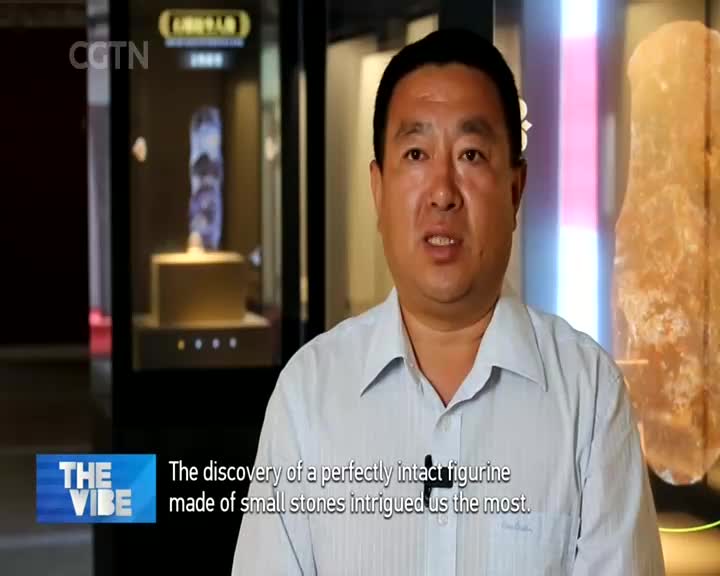 CGTN
THE
VIBE
The discovery of a perfectly intact figurine
made of small stones intrigued us the most.